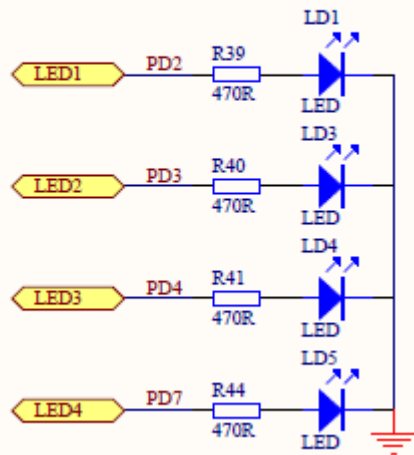 LD1
LED1 PD2 R39
470R LED
LD3
LED2 PD3 R40
470R LED
LD4
LED3 PD4 R41
470R LED
LD5
LED4 PD7 R44
470R LED